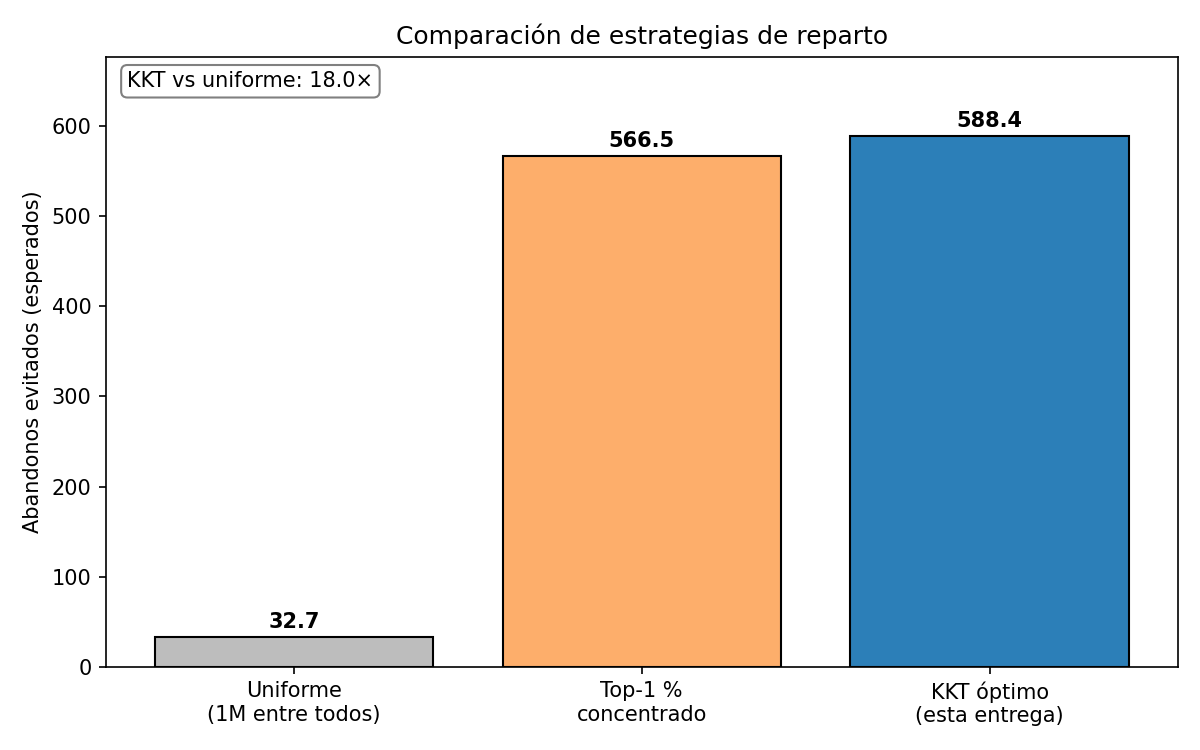 Comparación de estrategias de reparto
KKT vs uniforme: 18.0×
Abandonos evitados (esperados)
600
500
400
300
200
100
0
32.7
566.5
588.4
Uniforme
(1M entre todos)
Top-1 %
concentrado
KKT óptimo
(esta entrega)